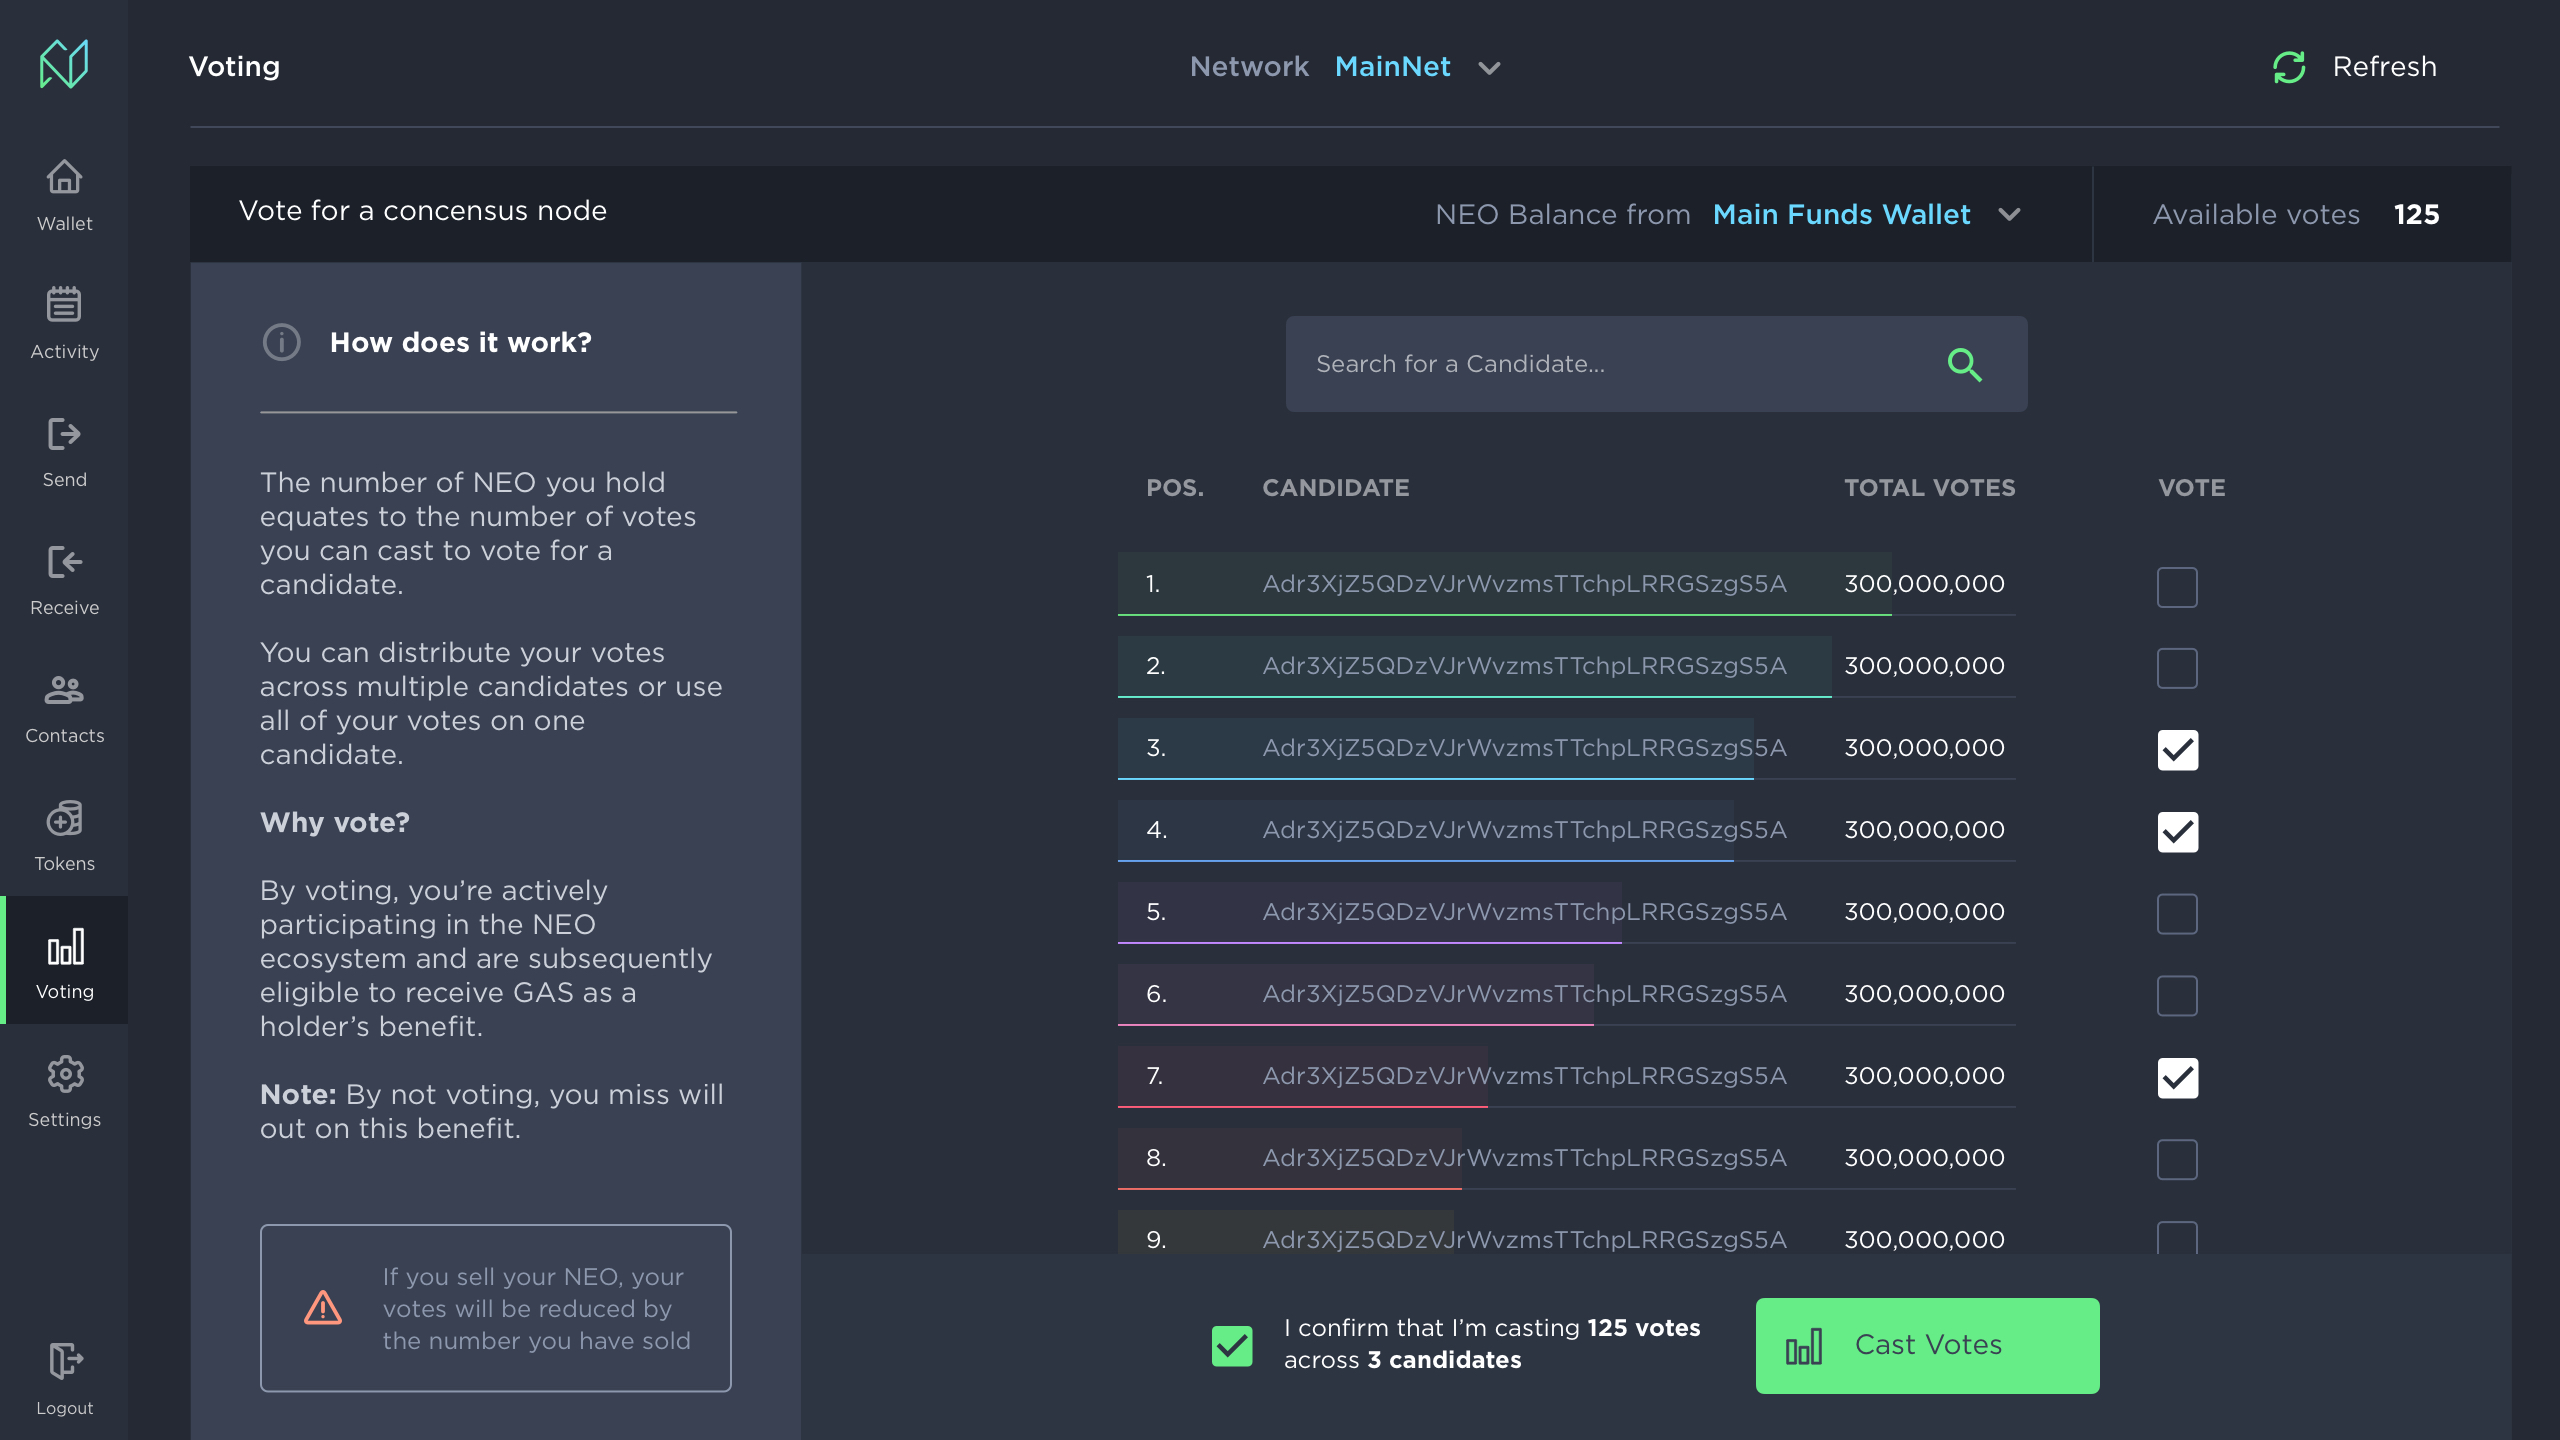 Voting
Network MainNet
Refresh
Wallet
Activity
Send
Receive
Contacts
Tokens
Voting
Settings
Logout
Vote for a concensus node
NEO Balance from Main Funds Wallet
Available votes 125
How does it work?
The number of NEO you hold
equates to the number of votes
you can cast to vote for a
candidate.
You can distribute your votes
across multiple candidates or use
all of your votes on one
candidate.
Why vote?
By voting, you’re actively
participating in the NEO
ecosystem and are subsequently
eligible to receive GAS as a
holder’s benefit.
Note: By not voting, you miss will
out on this benefit.
If you sell your NEO, your
votes will be reduced by
the number you have sold
Search for a Candidate...
POS. CANDIDATE TOTAL VOTES VOTE
1. Adr3XjZ5QDzVJrWvzmsTTchpLRRGSzgS5A 300,000,000
2. Adr3XjZ5QDzVJrWvzmsTTchpLRRGSzgS5A 300,000,000
3. Adr3XjZ5QDzVJrWvzmsTTchpLRRGSzgS5A 300,000,000
4. Adr3XjZ5QDzVJrWvzmsTTchpLRRGSzgS5A 300,000,000
5. Adr3XjZ5QDzVJrWvzmsTTchpLRRGSzgS5A 300,000,000
6. Adr3XjZ5QDzVJrWvzmsTTchpLRRGSzgS5A 300,000,000
7. Adr3XjZ5QDzVJrWvzmsTTchpLRRGSzgS5A 300,000,000
8. Adr3XjZ5QDzVJrWvzmsTTchpLRRGSzgS5A 300,000,000
9. Adr3XjZ5QDzVJrWvzmsTTchpLRRGSzgS5A 300,000,000
I confirm that I’m casting 125 votes
across 3 candidates
Cast Votes